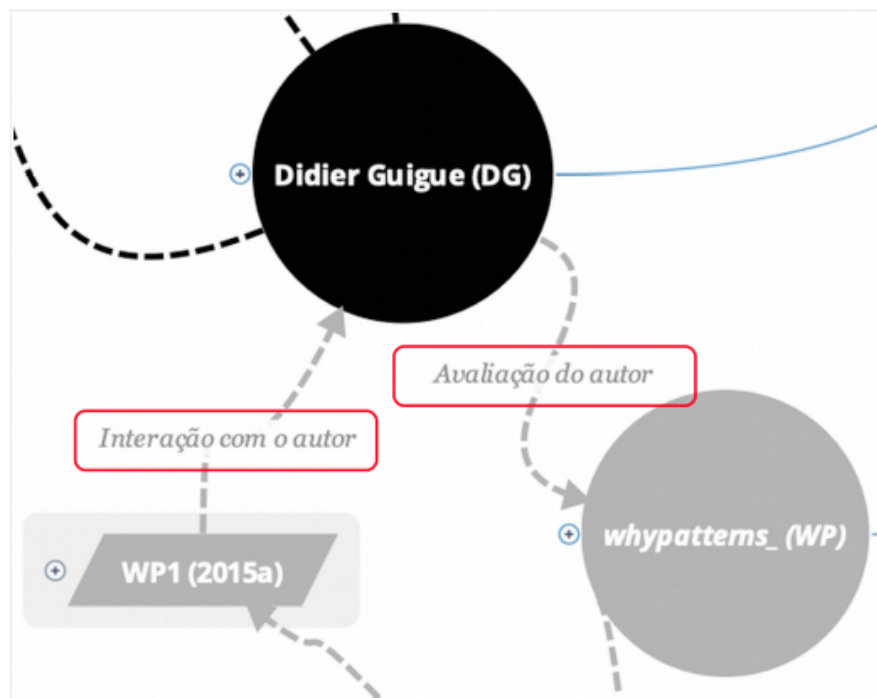 Didier Guigue (DG)
Avaliação do autor
Interação com o autor
whypatterns_ (WP)
WP1 (2015a)